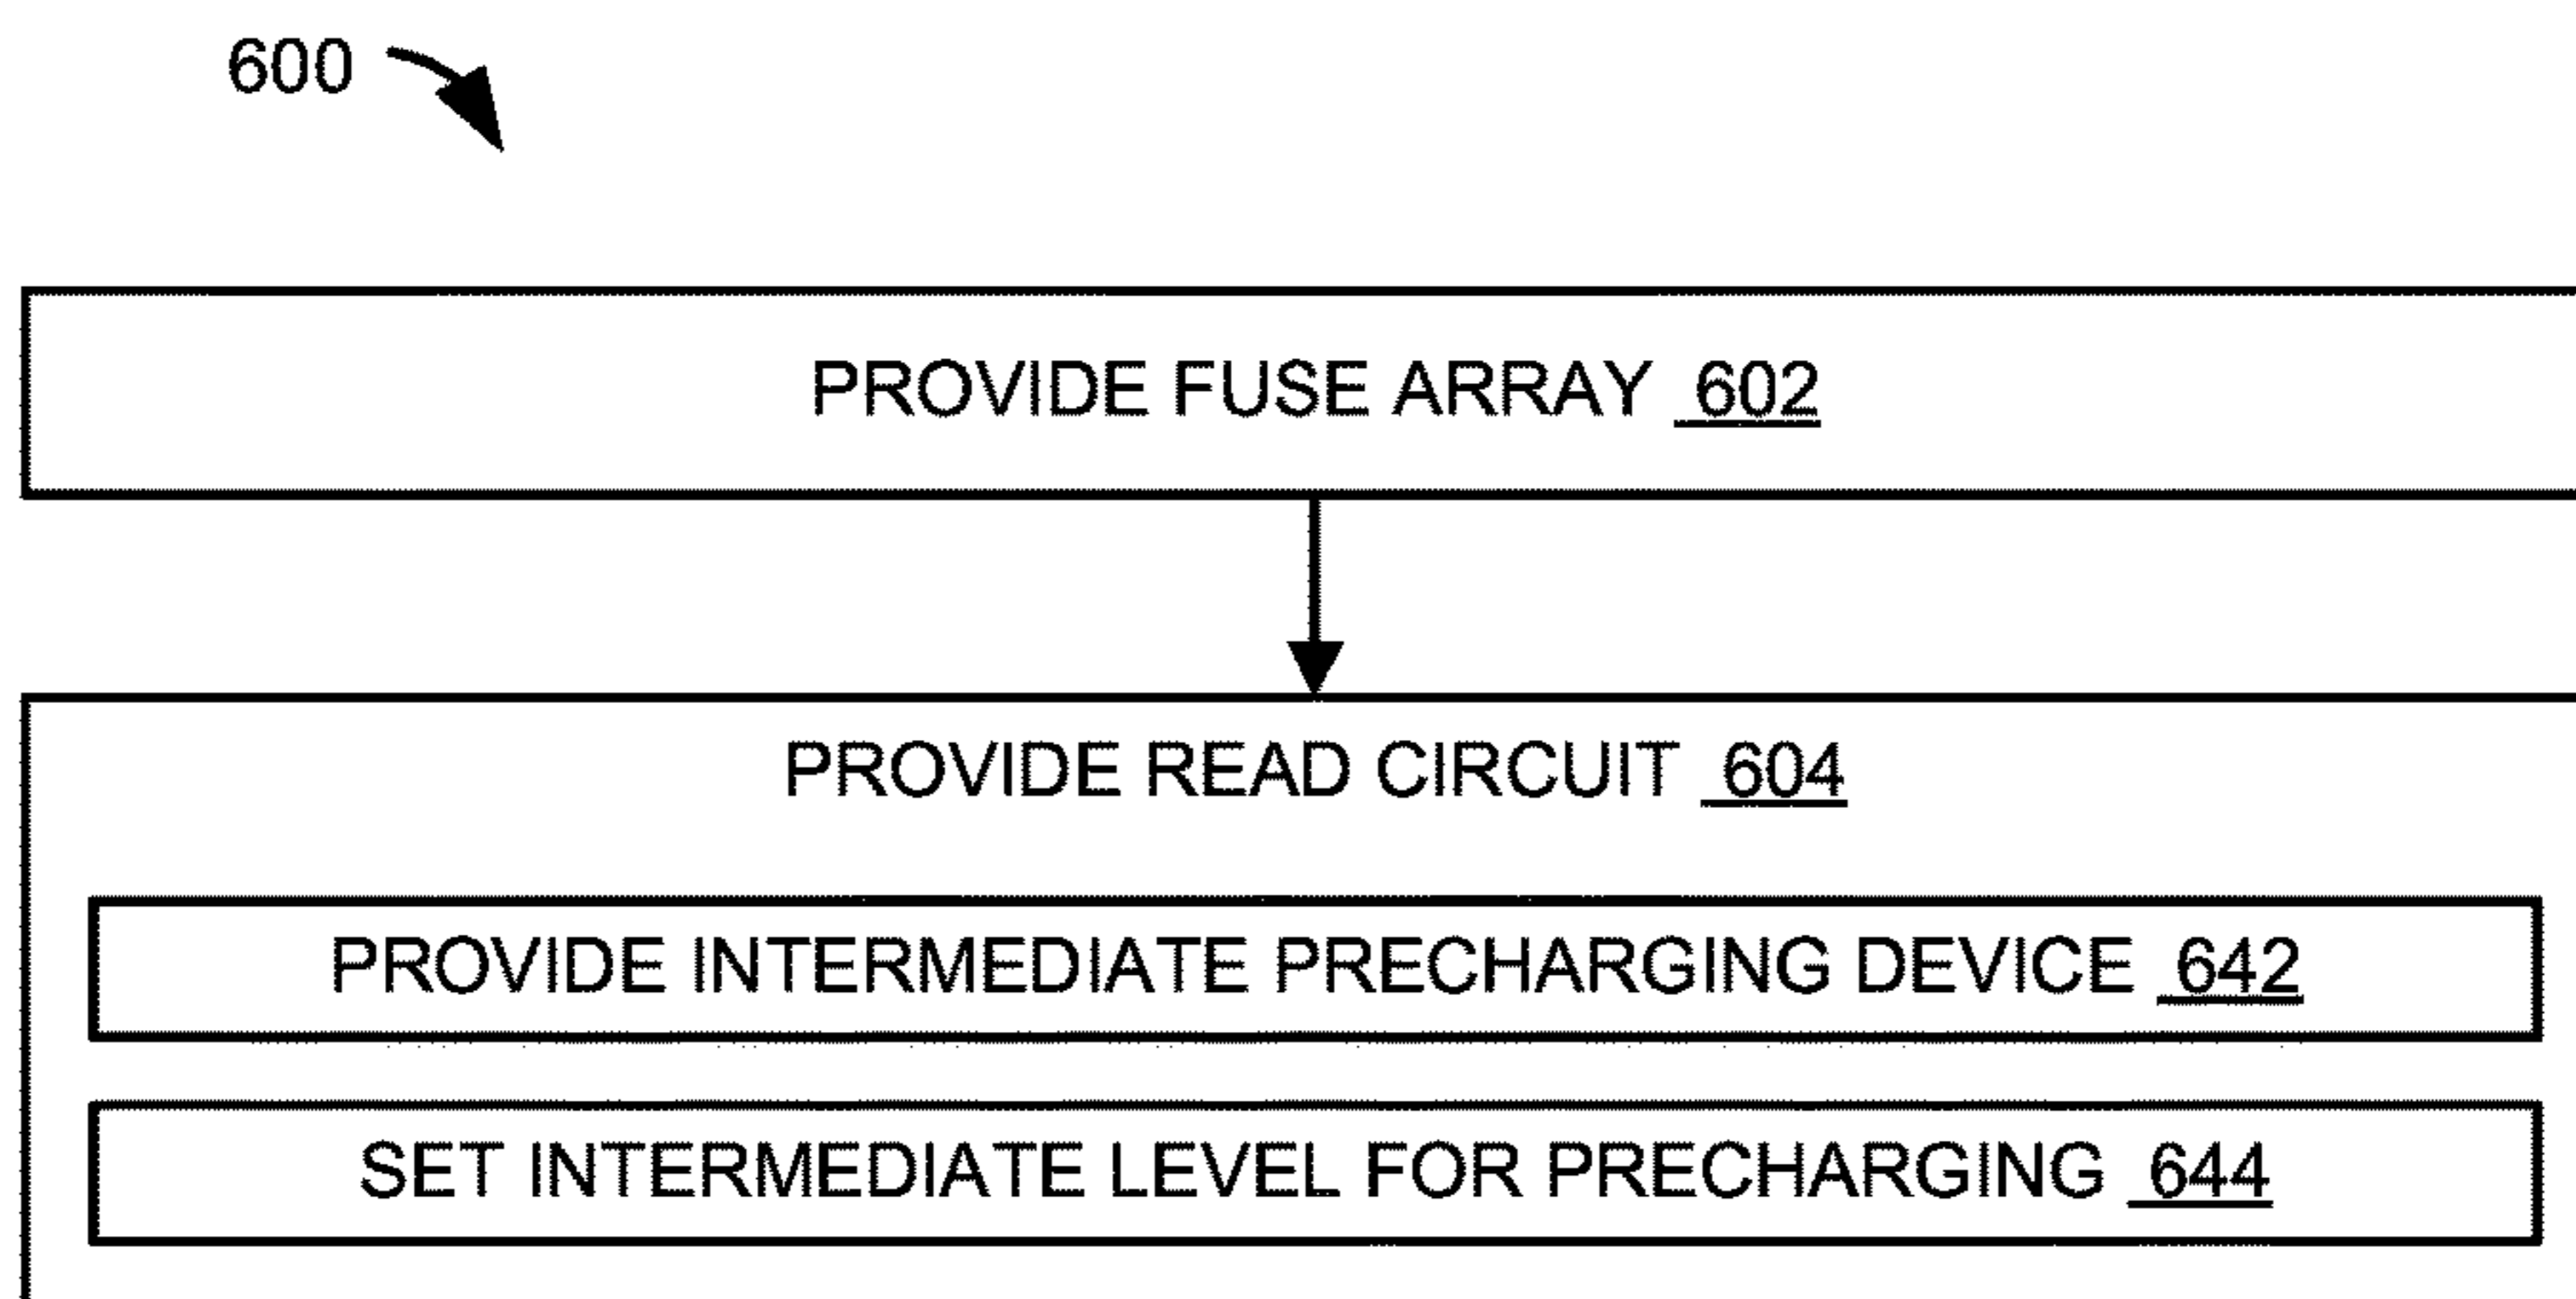 600
PROVIDE FUSE ARRAY 602
PROVIDE READ CIRCUIT 604
PROVIDE INTERMEDIATE PRECHARGING DEVICE 642
SET INTERMEDIATE LEVEL FOR PRECHARGING 644